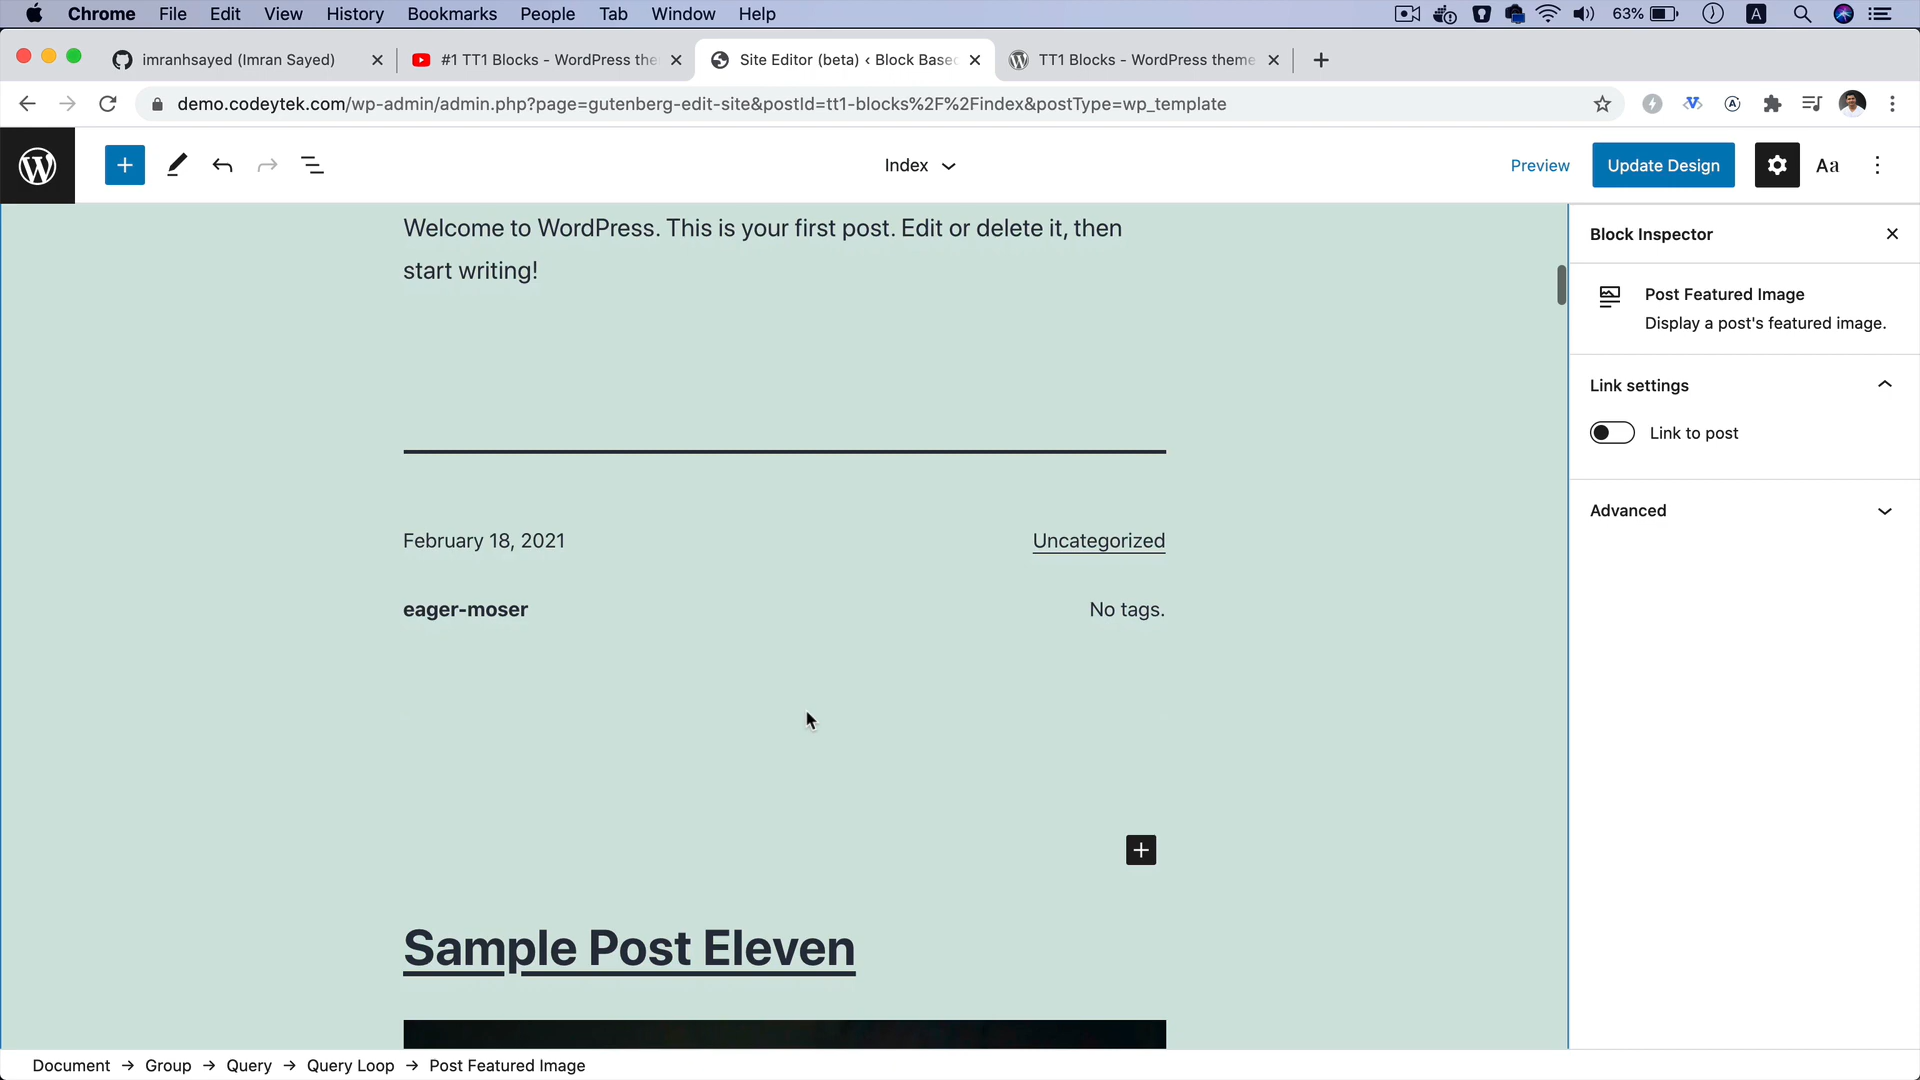 Chrome File Edit View History Bookmarks People Tab Window Help 63% A
imranhsayed (Imran Sayed) #1 TT1 Blocks - WordPress the Site Editor (beta) ‹ Block Base TT1 Blocks - WordPress theme
demo.codeytek.com/wp-admin/admin.php?page=gutenberg-edit-site&postId=tt1-blocks%2F%2Findex&postType=wp_template
Index Preview Update Design Aa
Welcome to WordPress. This is your first post. Edit or delete it, then
start writing!
February 18, 2021 Uncategorized
eager-moser No tags.
Sample Post Eleven
Block Inspector
Post Featured Image
Display a post's featured image.
Link settings
Link to post
Advanced
Document → Group → Query → Query Loop → Post Featured Image